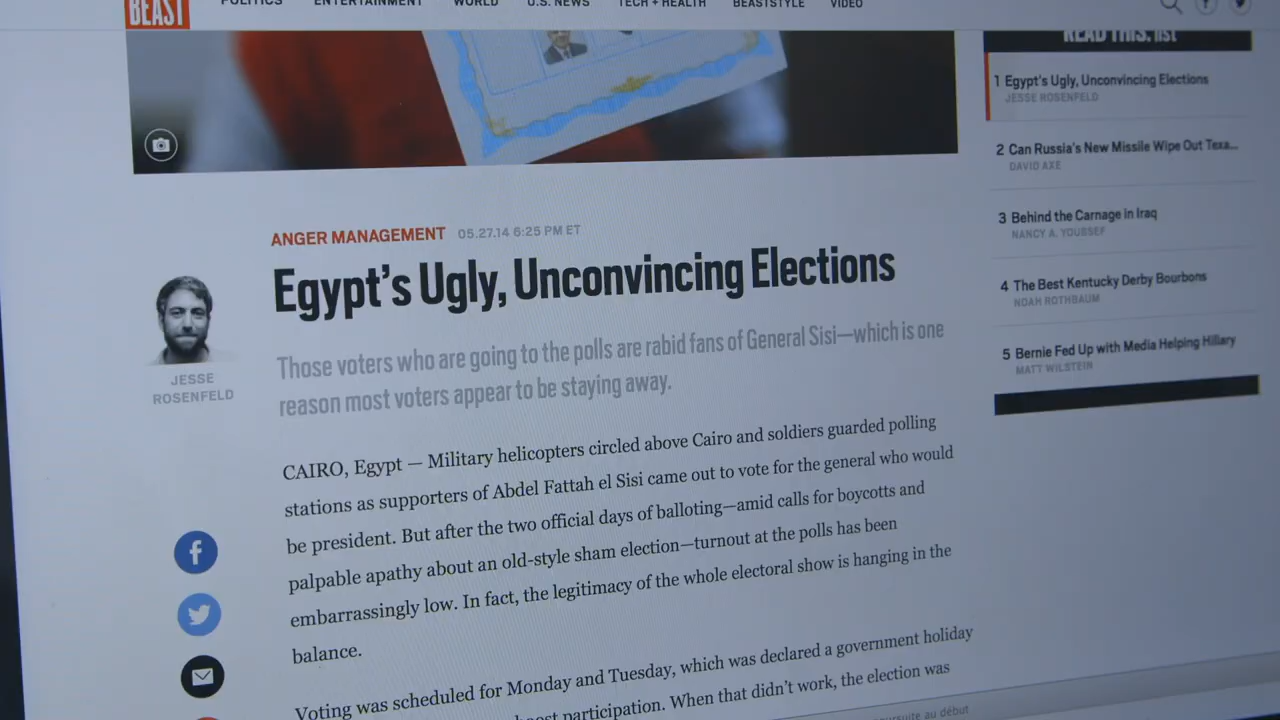 BEAST
POLITICS ENTERTAINMENT WORLD U.S. NEWS TECH + HEALTH BEASTSTYLE VIDEO
ANGER MANAGEMENT 05.27.14 6:25 PM ET
Egypt's Ugly, Unconvincing Elections
JESSE
ROSENFELD
Those voters who are going to the polls are rabid fans of General Sisi—which is one
reason most voters appear to be staying away.
CAIRO, Egypt — Military helicopters circled above Cairo and soldiers guarded polling
stations as supporters of Abdel Fattah el Sisi came out to vote for the general who would
be president. But after the two official days of balloting—amid calls for boycotts and
palpable apathy about an old-style sham election—turnout at the polls has been
embarrassingly low. In fact, the legitimacy of the whole electoral show is hanging in the
balance.
Voting was scheduled for Monday and Tuesday, which was declared a government holiday
participation. When that didn't work, the election was
au début
READ THIS. list
1 Egypt's Ugly, Unconvincing Elections
JESSE ROSENFELD
2 Can Russia's New Missile Wipe Out Texa...
DAVID AXE
3 Behind the Carnage in Iraq
NANCY A. YOUSSEF
4 The Best Kentucky Derby Bourbons
NOAH ROTHBAUM
5 Bernie Fed Up with Media Helping Hillary
MATT WILSTEIN